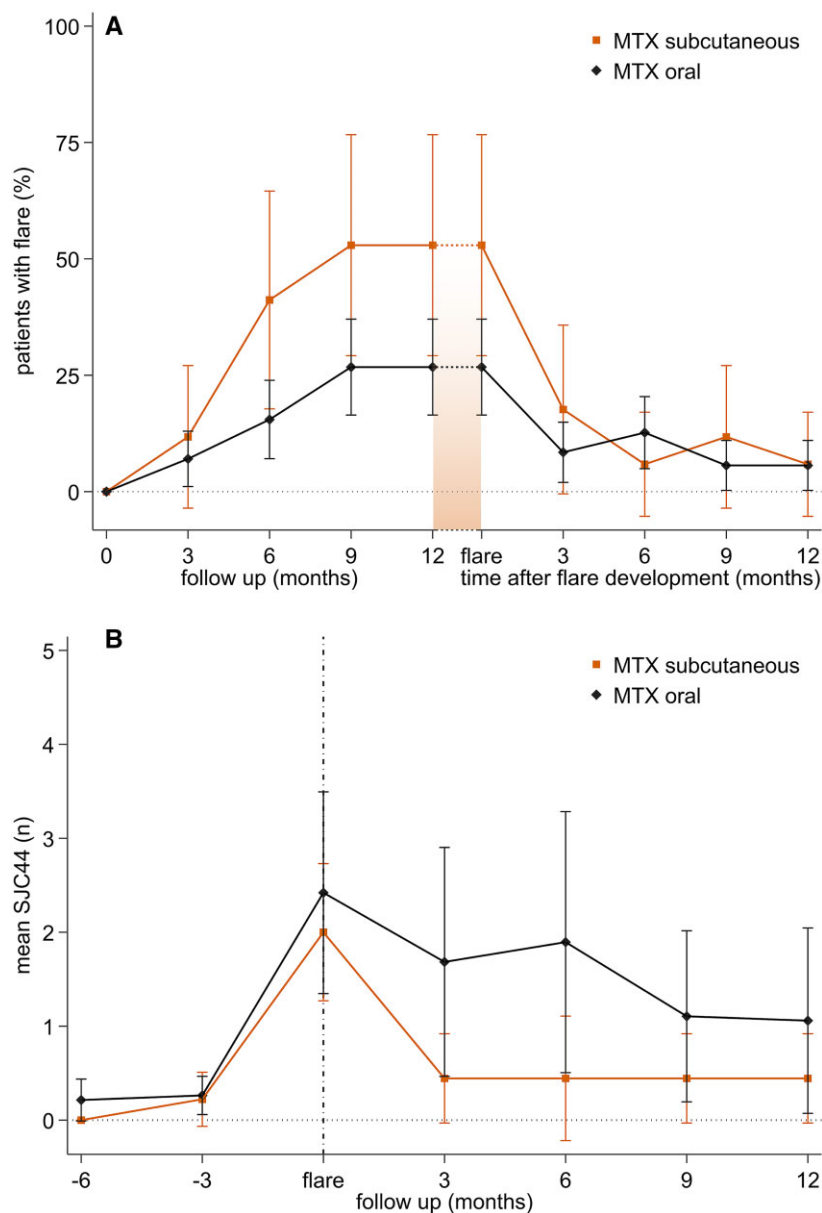 A
MTX subcutaneous
MTX oral
patients with flare (%)
100
75
50
25
0
0 3 6 9 12 flare 3 6 9 12
follow up (months) time after flare development (months)
B
MTX subcutaneous
MTX oral
mean SJC44 (n)
5
4
3
2
1
0
-6 -3 flare 3 6 9 12
follow up (months)